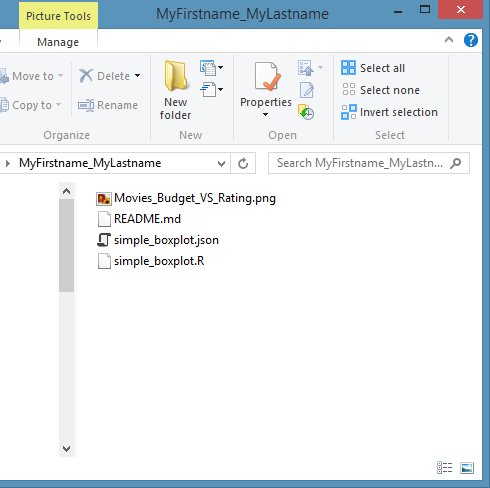 Picture Tools
MyFirstname_MyLastname
Manage
Move to
Delete
Copy to
Rename
New folder
Properties
Select all
Select none
Invert selection
Organize
New
Open
Select
MyFirstname_MyLastname
Search MyFirstname_MyLastn...
Movies_Budget_VS_Rating.png
README.md
simple_boxplot.json
simple_boxplot.R